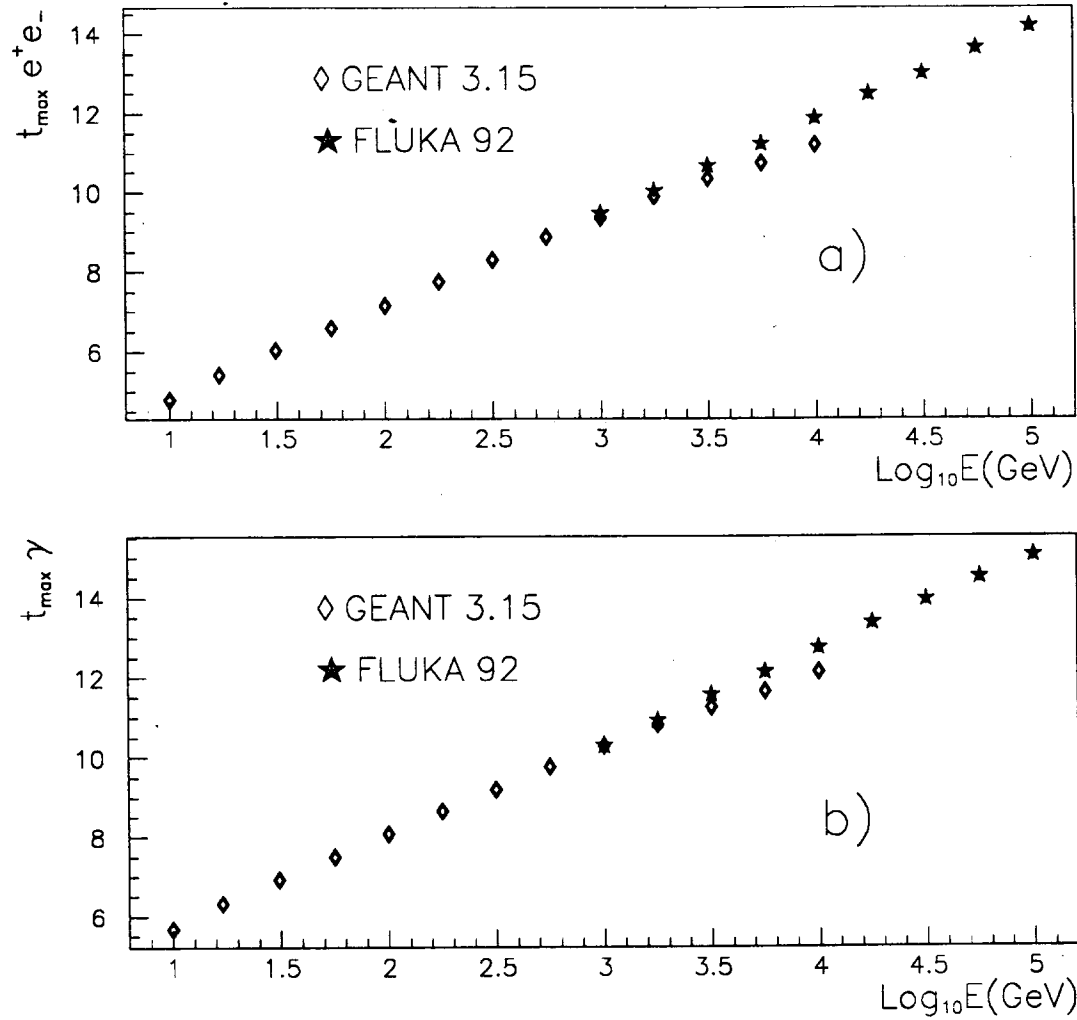 t_max e⁺e₋
14
12
10
8
6
◇ GEANT 3.15
★ FLUKA 92
a)
1 1.5 2 2.5 3 3.5 4 4.5 5
Log₁₀E(GeV)
t_max γ
14
12
10
8
6
◇ GEANT 3.15
★ FLUKA 92
b)
1 1.5 2 2.5 3 3.5 4 4.5 5
Log₁₀E(GeV)